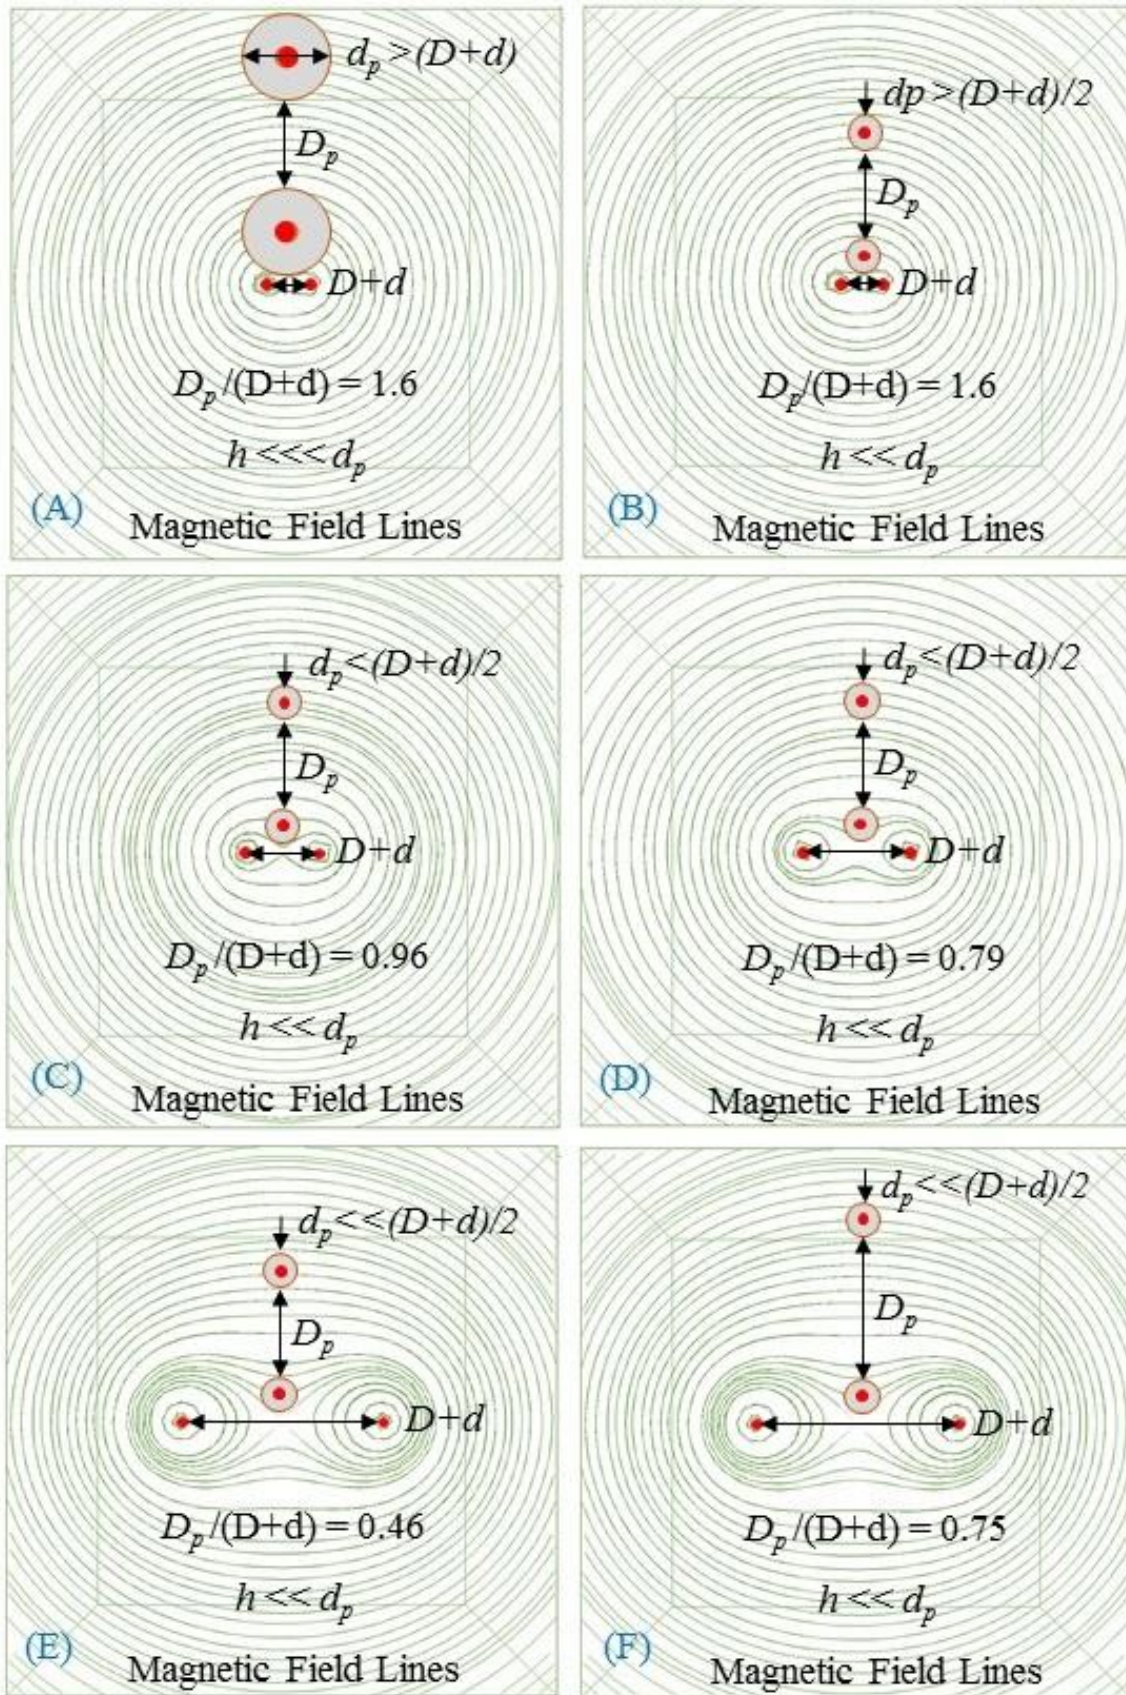 d_p > (D+d)
D_p
D+d
D_p/(D+d) = 1.6
h <<< d_p
(A)
Magnetic Field Lines
dp > (D+d)/2
D_p
D+d
D_p/(D+d) = 1.6
h << d_p
(B)
Magnetic Field Lines
d_p < (D+d)/2
D_p
D+d
D_p/(D+d) = 0.96
h << d_p
(C)
Magnetic Field Lines
d_p < (D+d)/2
D_p
D+d
D_p/(D+d) = 0.79
h << d_p
(D)
Magnetic Field Lines
d_p << (D+d)/2
D_p
D+d
D_p/(D+d) = 0.46
h << d_p
(E)
Magnetic Field Lines
d_p << (D+d)/2
D_p
D+d
D_p/(D+d) = 0.75
h << d_p
(F)
Magnetic Field Lines